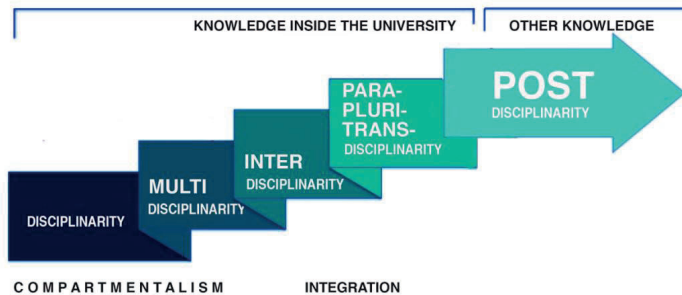 KNOWLEDGE INSIDE THE UNIVERSITY
OTHER KNOWLEDGE
DISCIPLINARITY
MULTI
DISCIPLINARITY
INTER
DISCIPLINARITY
PARA-
PLURI-
TRANS-
DISCIPLINARITY
POST
DISCIPLINARITY
COMPARTMENTALISM
INTEGRATION